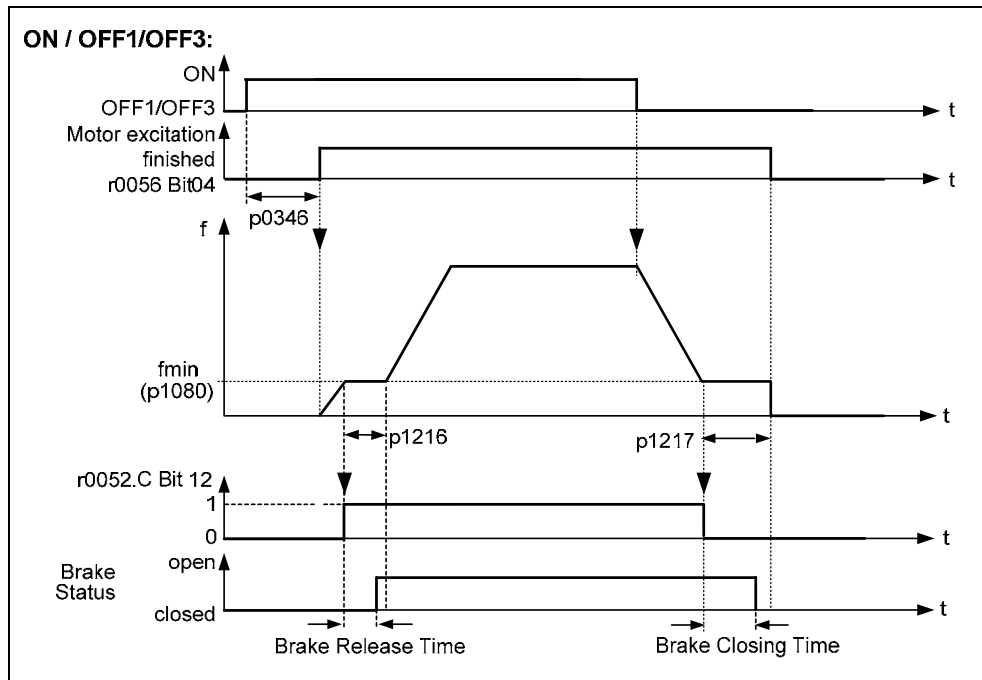 ON / OFF1/OFF3:
ON
OFF1/OFF3
t
Motor excitation
finished
r0056 Bit04
t
p0346
f
fmin
(p1080)
t
p1216
p1217
r0052.C Bit 12
1
0
t
Brake
Status
open
closed
t
Brake Release Time
Brake Closing Time